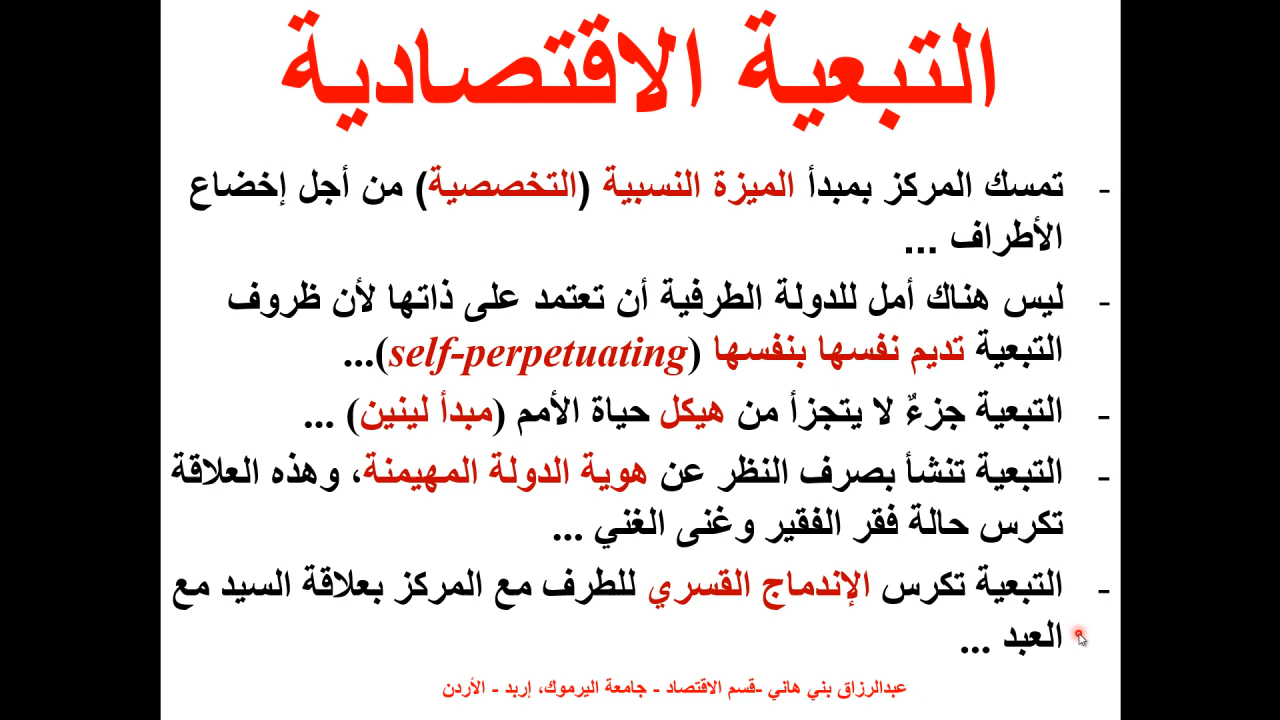 التبعية الاقتصادية
- تمسك المركز بمبدأ الميزة النسبية (التخصصية) من أجل إخضاع
الأطراف ...
- ليس هناك أمل للدولة الطرفية أن تعتمد على ذاتها لأن ظروف
التبعية تديم نفسها بنفسها (self-perpetuating)...
- التبعية جزءٌ لا يتجزأ من هيكل حياة الأمم (مبدأ لينين) ...
- التبعية تنشأ بصرف النظر عن هوية الدولة المهيمنة، وهذه العلاقة
تكرس حالة فقر الفقير وغنى الغني ...
- التبعية تكرس الإندماج القسري للطرف مع المركز بعلاقة السيد مع
العبد ...
عبدالرزاق بني هاني -قسم الاقتصاد - جامعة اليرموك، إربد - الأردن